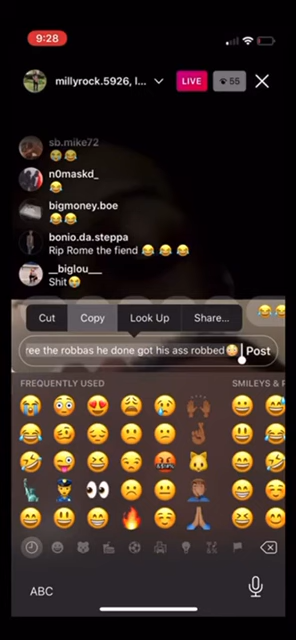 9:28
millyrock.5926, l...
LIVE
55
sb.mike72
n0maskd_
bigmoney.boe
bonio.da.steppa
Rip Rome the fiend 😂 😂 😂
__biglou___
Shit😭
Cut
Copy
Look Up
Share...
ree the robbas he done got his ass robbed😳
Post
FREQUENTLY USED
SMILEYS & P
ABC